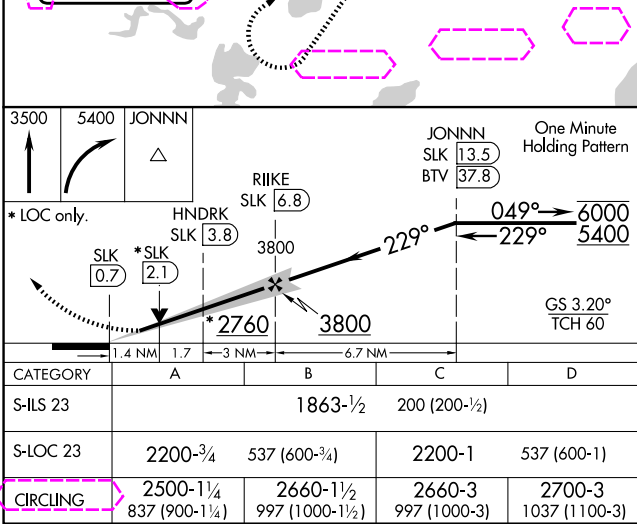 3500 5400 JONNN
* LOC only.
JONNN
SLK 13.5
BTV 37.8
One Minute
Holding Pattern
RIIKE
SLK 6.8
HNDRK
SLK 3.8
3800
SLK
0.7
*SLK
2.1
229°
049° 6000
229° 5400
*2760 3800
GS 3.20°
TCH 60
1.4 NM 1.7 3 NM 6.7 NM
CATEGORY A B C D
S-ILS 23 1863-½ 200 (200-½)
S-LOC 23 2200-¾ 537 (600-¾) 2200-1 537 (600-1)
CIRCLING 2500-1¼ 2660-1½ 2660-3 2700-3
837 (900-1¼) 997 (1000-1½) 997 (1000-3) 1037 (1100-3)